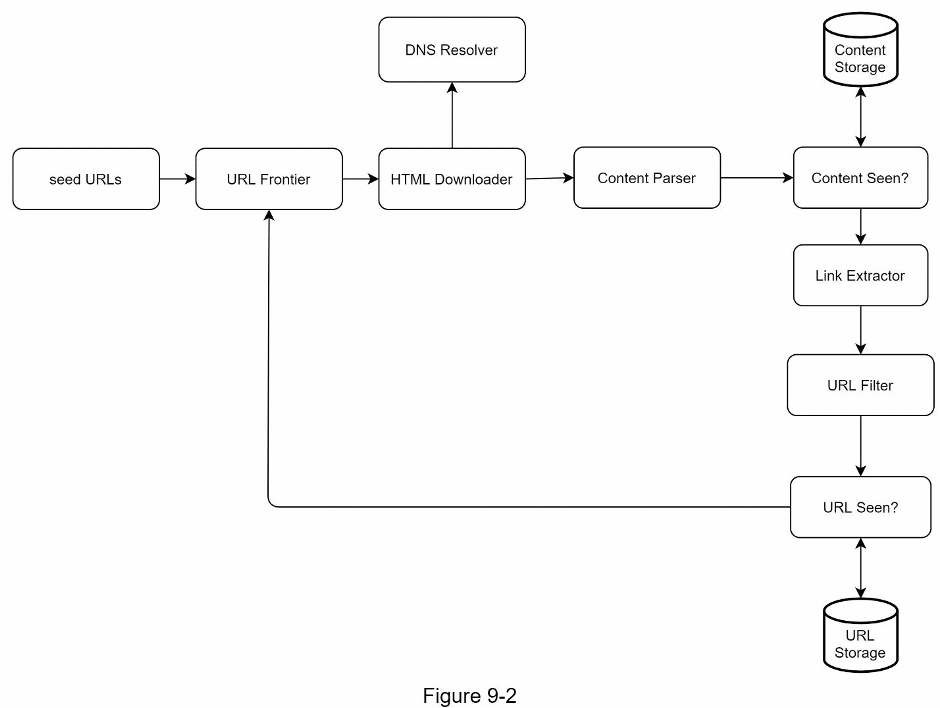 DNS Resolver
Content
Storage
seed URLs
URL Frontier
HTML Downloader
Content Parser
Content Seen?
Link Extractor
URL Filter
URL Seen?
URL
Storage
Figure 9-2